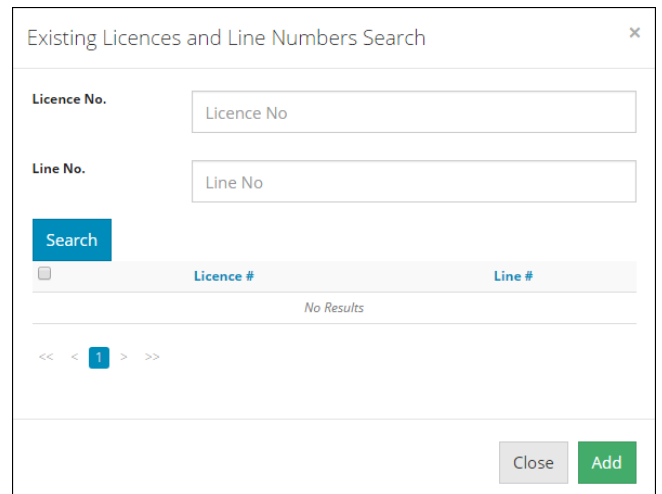 Existing Licences and Line Numbers Search ×
Licence No. Licence No
Line No. Line No
Search
Licence # Line #
No Results
<< < 1 > >>
Close Add